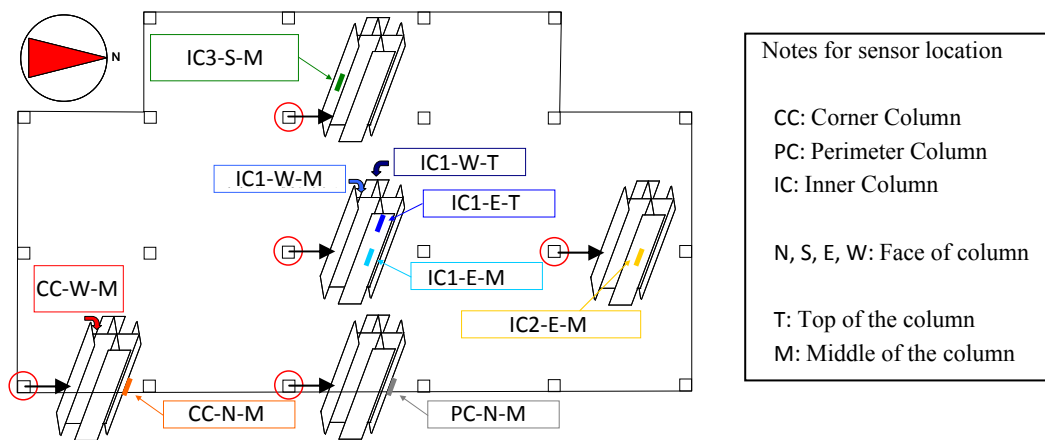 N
IC3-S-M
IC1-W-T
IC1-W-M
IC1-E-T
IC1-E-M
CC-W-M
IC2-E-M
CC-N-M
PC-N-M
Notes for sensor location
CC: Corner Column
PC: Perimeter Column
IC: Inner Column
N, S, E, W: Face of column
T: Top of the column
M: Middle of the column